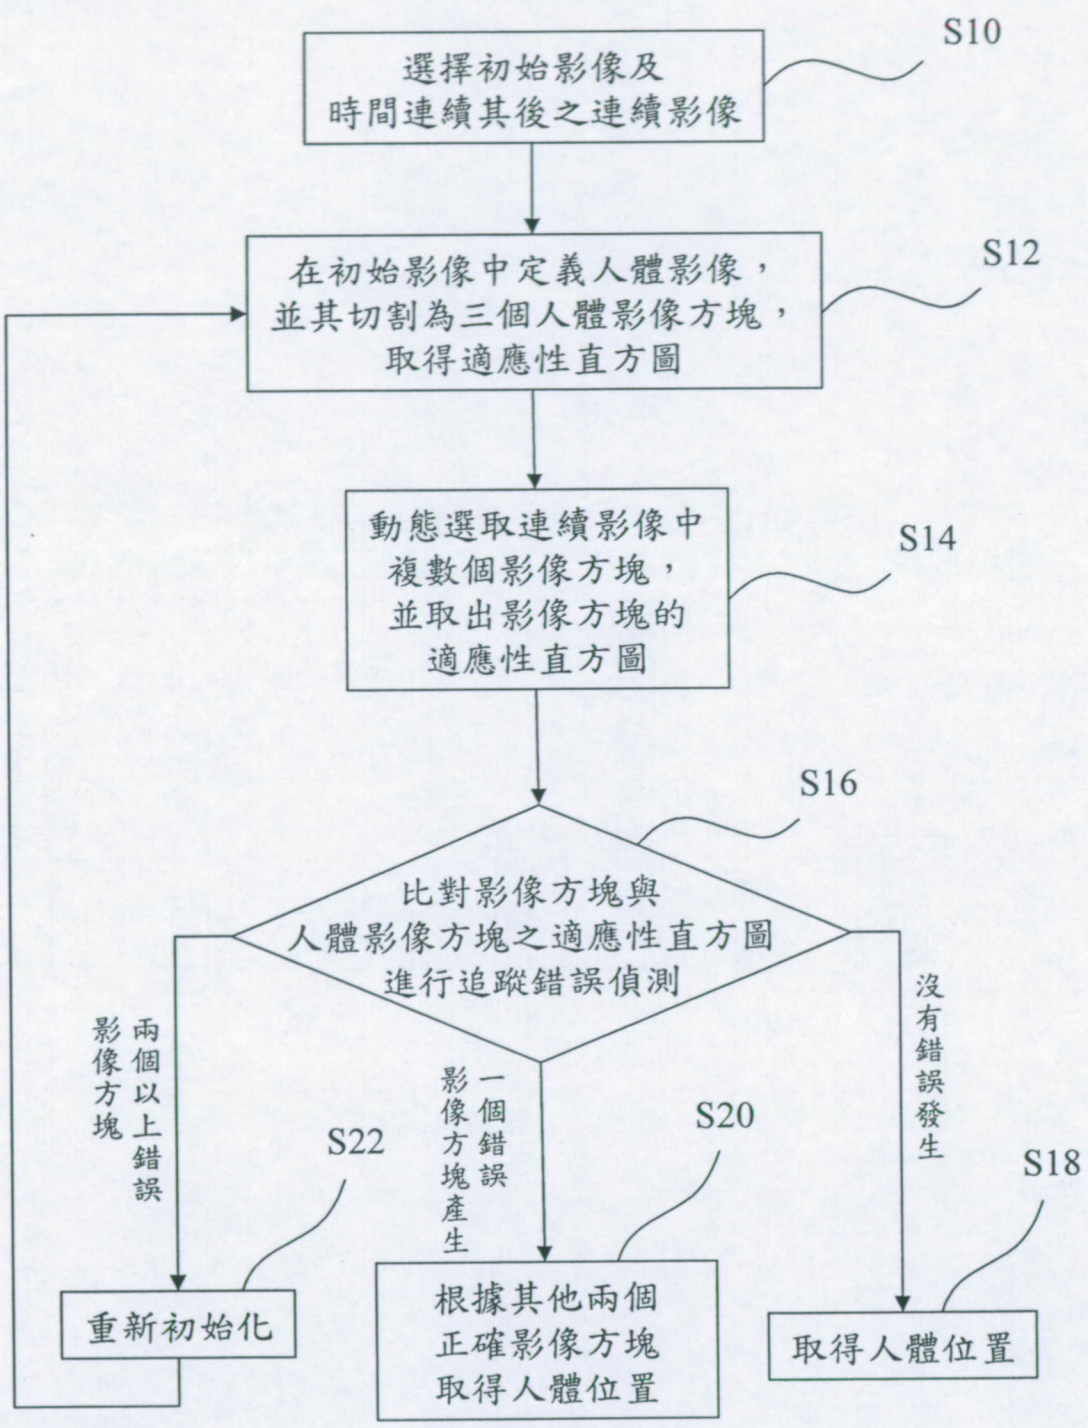 S10
選擇初始影像及
時間連續其後之連續影像
S12
在初始影像中定義人體影像，
並其切割為三個人體影像方塊，
取得適應性直方圖
S14
動態選取連續影像中
複數個影像方塊，
並取出影像方塊的
適應性直方圖
S16
比對影像方塊與
人體影像方塊之適應性直方圖
進行追蹤錯誤偵測
兩個以上錯誤
影像方塊
一個錯誤
影像方塊產生
沒有錯誤發生
S22
重新初始化
S20
根據其他兩個
正確影像方塊
取得人體位置
S18
取得人體位置